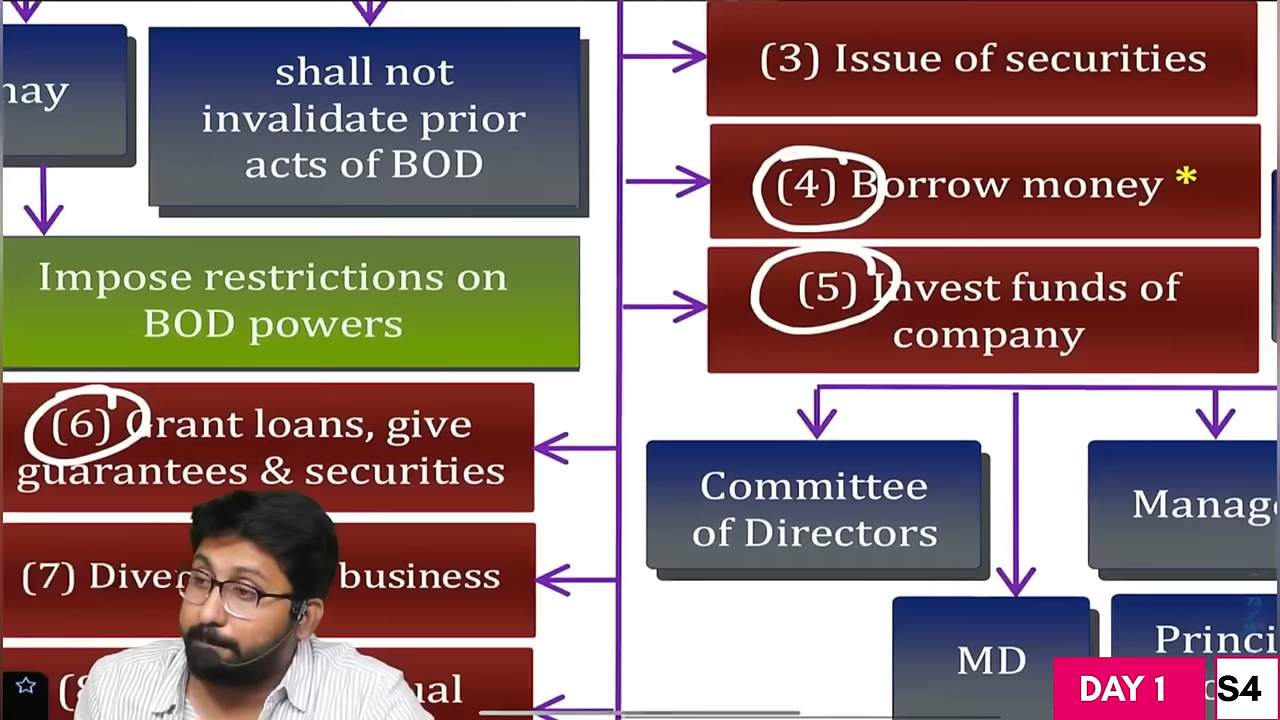 shall not
invalidate prior
acts of BOD
Impose restrictions on
BOD powers
(3) Issue of securities
(4) Borrow money *
(5) Invest funds of
company
(6) Grant loans, give
guarantees & securities
(7) business
Committee
of Directors
MD
DAY 1
S4